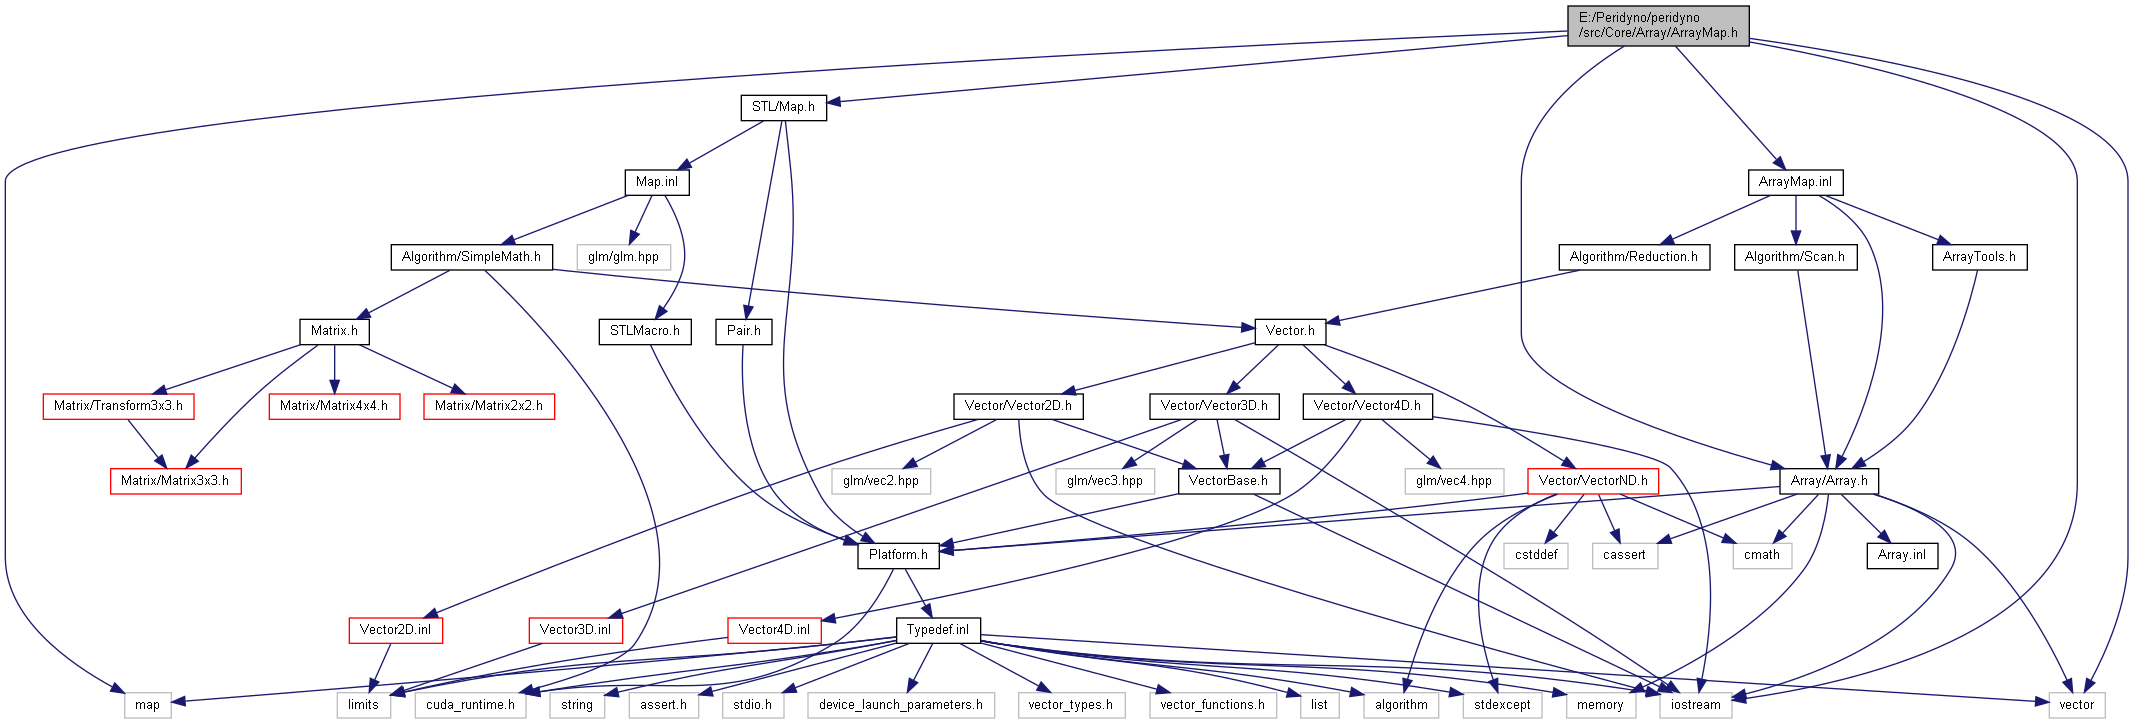 E:/Peridyno/peridyno
/src/Core/Array/ArrayMap.h
STL/Map.h
Map.inl
ArrayMap.inl
Algorithm/SimpleMath.h
glm/glm.hpp
Algorithm/Reduction.h
Algorithm/Scan.h
ArrayTools.h
Matrix.h
STLMacro.h
Pair.h
Vector.h
Matrix/Transform3x3.h
Matrix/Matrix4x4.h
Matrix/Matrix2x2.h
Vector/Vector2D.h
Vector/Vector3D.h
Vector/Vector4D.h
Matrix/Matrix3x3.h
glm/vec2.hpp
glm/vec3.hpp
VectorBase.h
glm/vec4.hpp
Vector/VectorND.h
Array/Array.h
Platform.h
cstddef
cassert
cmath
Array.inl
Vector2D.inl
Vector3D.inl
Vector4D.inl
Typedef.inl
map
limits
cuda_runtime.h
string
assert.h
stdio.h
device_launch_parameters.h
vector_types.h
vector_functions.h
list
algorithm
stdexcept
memory
iostream
vector